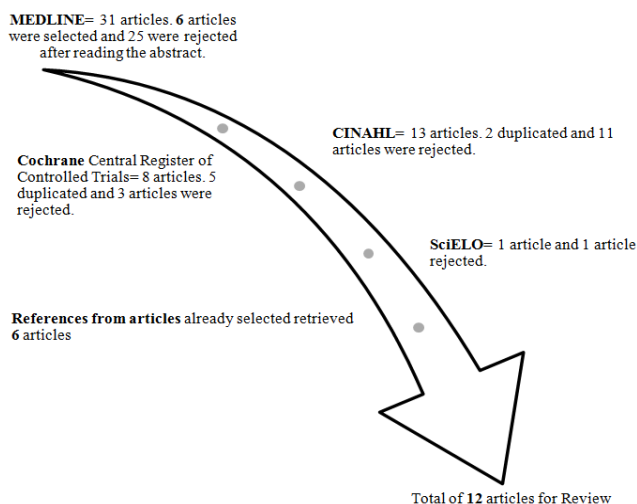 MEDLINE= 31 articles. 6 articles
were selected and 25 were rejected
after reading the abstract.
CINAHL= 13 articles. 2 duplicated and 11
articles were rejected.
Cochrane Central Register of
Controlled Trials= 8 articles. 5
duplicated and 3 articles were
rejected.
SciELO= 1 article and 1 article
rejected.
References from articles already selected retrieved
6 articles
Total of 12 articles for Review